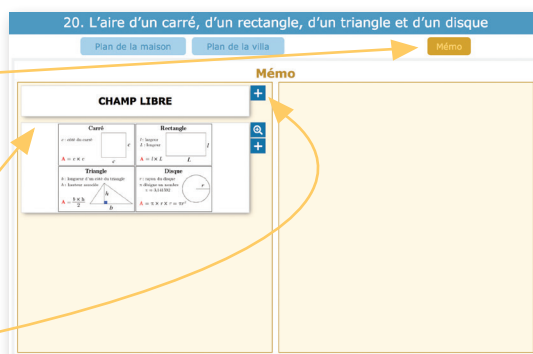 20. L'aire d'un carré, d'un rectangle, d'un triangle et d'un disque
Plan de la maison
Plan de la villa
Mémo
Mémo
CHAMP LIBRE
Carré
c : côté du carré
c
A = c × c
c
Rectangle
l : largeur
L : longueur
l
A = l × L
L
Triangle
b : longueur d'un côté du triangle
h : hauteur associée
h
A = b × h / 2
b
Disque
r : rayon du disque
r
A = π × r × r = πr²